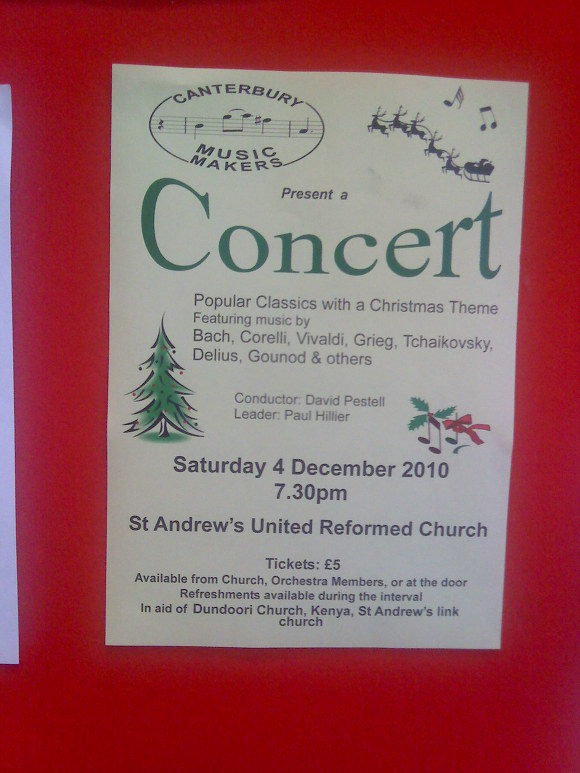 CANTERBURY
MUSIC
MAKERS
Present a
Concert
Popular Classics with a Christmas Theme
Featuring music by
Bach, Corelli, Vivaldi, Grieg, Tchaikovsky,
Delius, Gounod & others
Conductor: David Pestell
Leader: Paul Hillier
Saturday 4 December 2010
7.30pm
St Andrew's United Reformed Church
Tickets: £5
Available from Church, Orchestra Members, or at the door
Refreshments available during the interval
In aid of Dundoori Church, Kenya, St Andrew's link
church